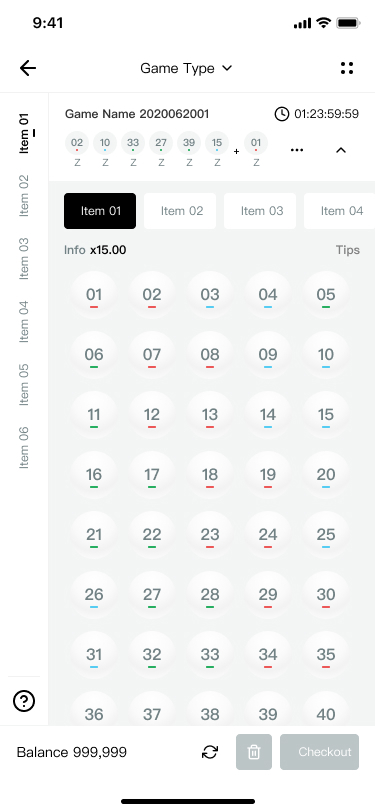 9:41
Game Type
Item 01
Item 02
Item 03
Item 04
Item 05
Item 06
Game Name 2020062001
01:23:59:59
02 10 33 27 39 15 + 01
Z Z Z Z Z Z Z
Item 01 Item 02 Item 03 Item 04
Info x15.00 Tips
01 02 03 04 05
06 07 08 09 10
11 12 13 14 15
16 17 18 19 20
21 22 23 24 25
26 27 28 29 30
31 32 33 34 35
36 37 38 39 40
Balance 999,999
Checkout